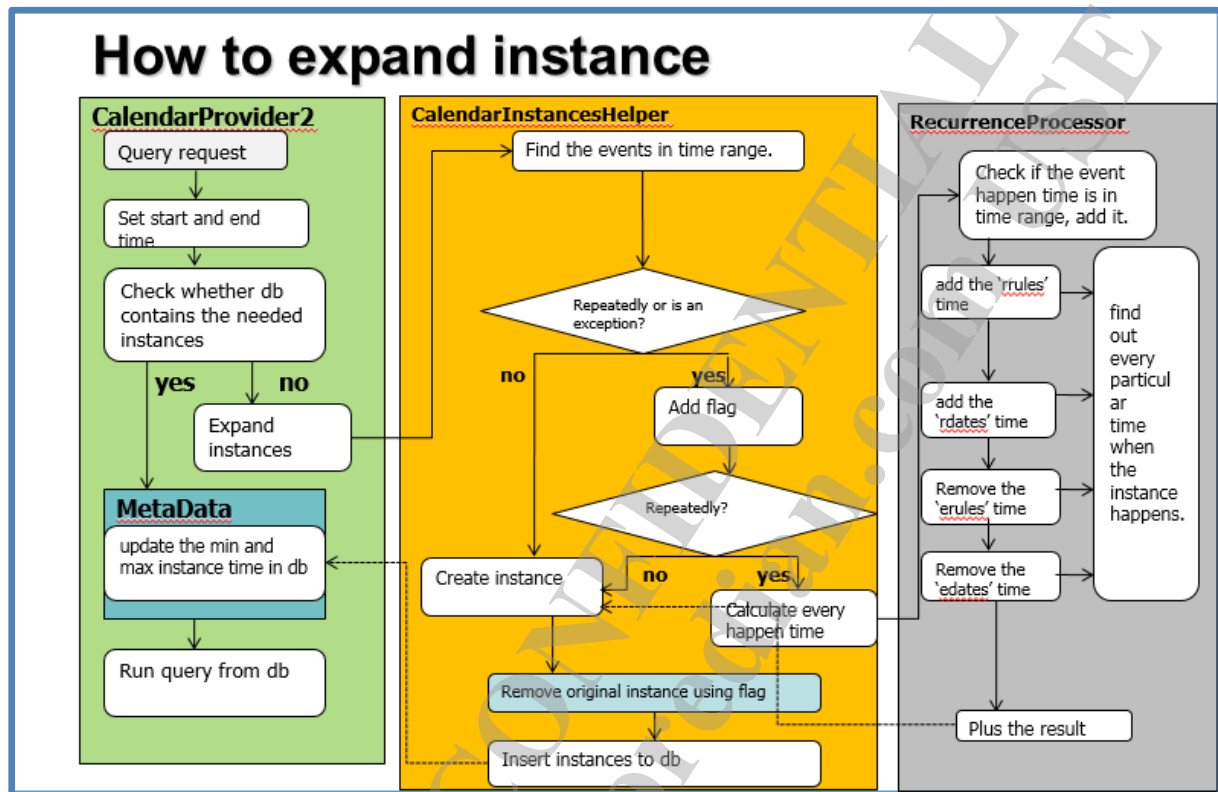 How to expand instance
CalendarProvider2
Query request
Set start and end
time
Check whether db
contains the needed
instances
yes
no
Expand
instances
MetaData
update the min and
max instance time in db
Run query from db
CalendarInstancesHelper
Find the events in time range.
Repeatedly or is an
exception?
no
yes
Add flag
Repeatedly?
no
yes
Create instance
Calculate every
happen time
Remove original instance using flag
Insert instances to db
RecurrenceProcessor
Check if the event
happen time is in
time range, add it.
add the ‘rrules’
time
add the
‘rdates’ time
Remove the
‘erules’ time
Remove the
‘edates’ time
find
out
every
particul
ar
time
when
the
instance
happens.
Plus the result
CONFIDENTIAL
USE